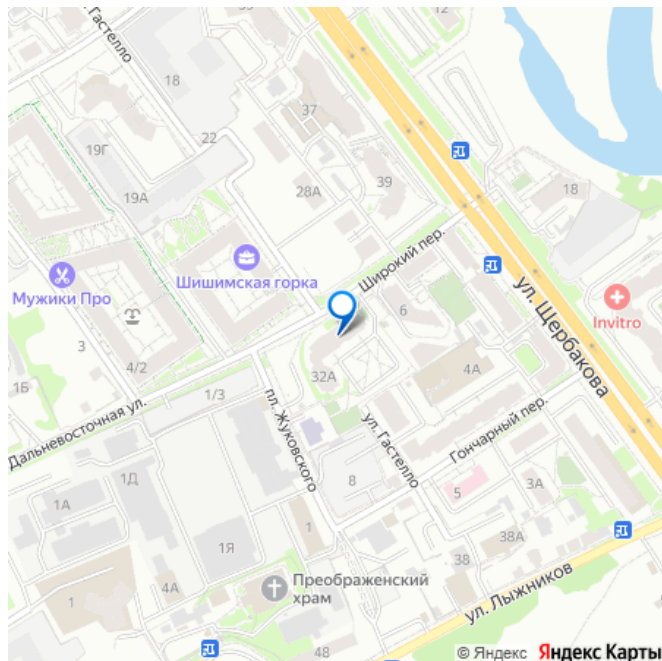 Гастелло
12
18
37
19Г
22
19А
28А
39
18
Широкий пер.
Шишимская горка
Мужики Про
ул. Щербакова
Invitro
6
3
4/2
32А
4А
1Б
1/3
Дальневосточная ул.
пл. Жуковского
ул. Гастелло
Гончарный пер.
1Д
8
5
3А
1А
1
1Я
38А
38
4А
1
Преображенский
храм
ул. Лыжников
48
© Яндекс Яндекс Карты